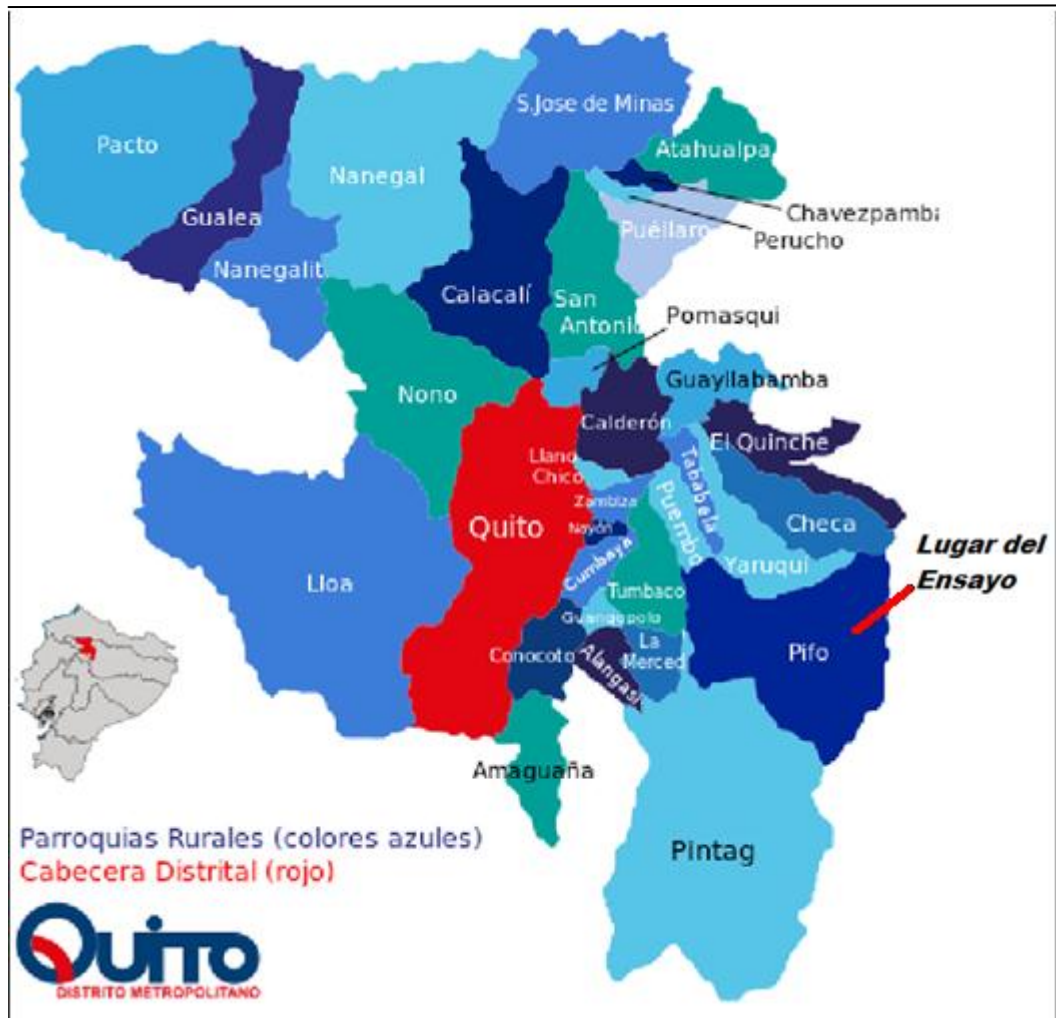 S.Jose de Minas
Pacto
Atahualpa
Nanegal
Gualea
Chavezpamba
Puéllaro
Perucho
Nanegalit
Calacalí
San
Antonio
Pomasqui
Nono
Guayllabamba
Calderón
El Quinche
Llano
Chico
Tababela
Puembo
Zambiza
Checa
Quito
Nayón
Lugar del
Ensayo
Cumbaya
Yaruqui
Lloa
Tumbaco
Guangopolo
Conocoto
Alangasi
La
Merced
Pifo
Amaguaña
Pintag
Parroquias Rurales (colores azules)
Cabecera Distrital (rojo)
QUITO
DISTRITO METROPOLITANO